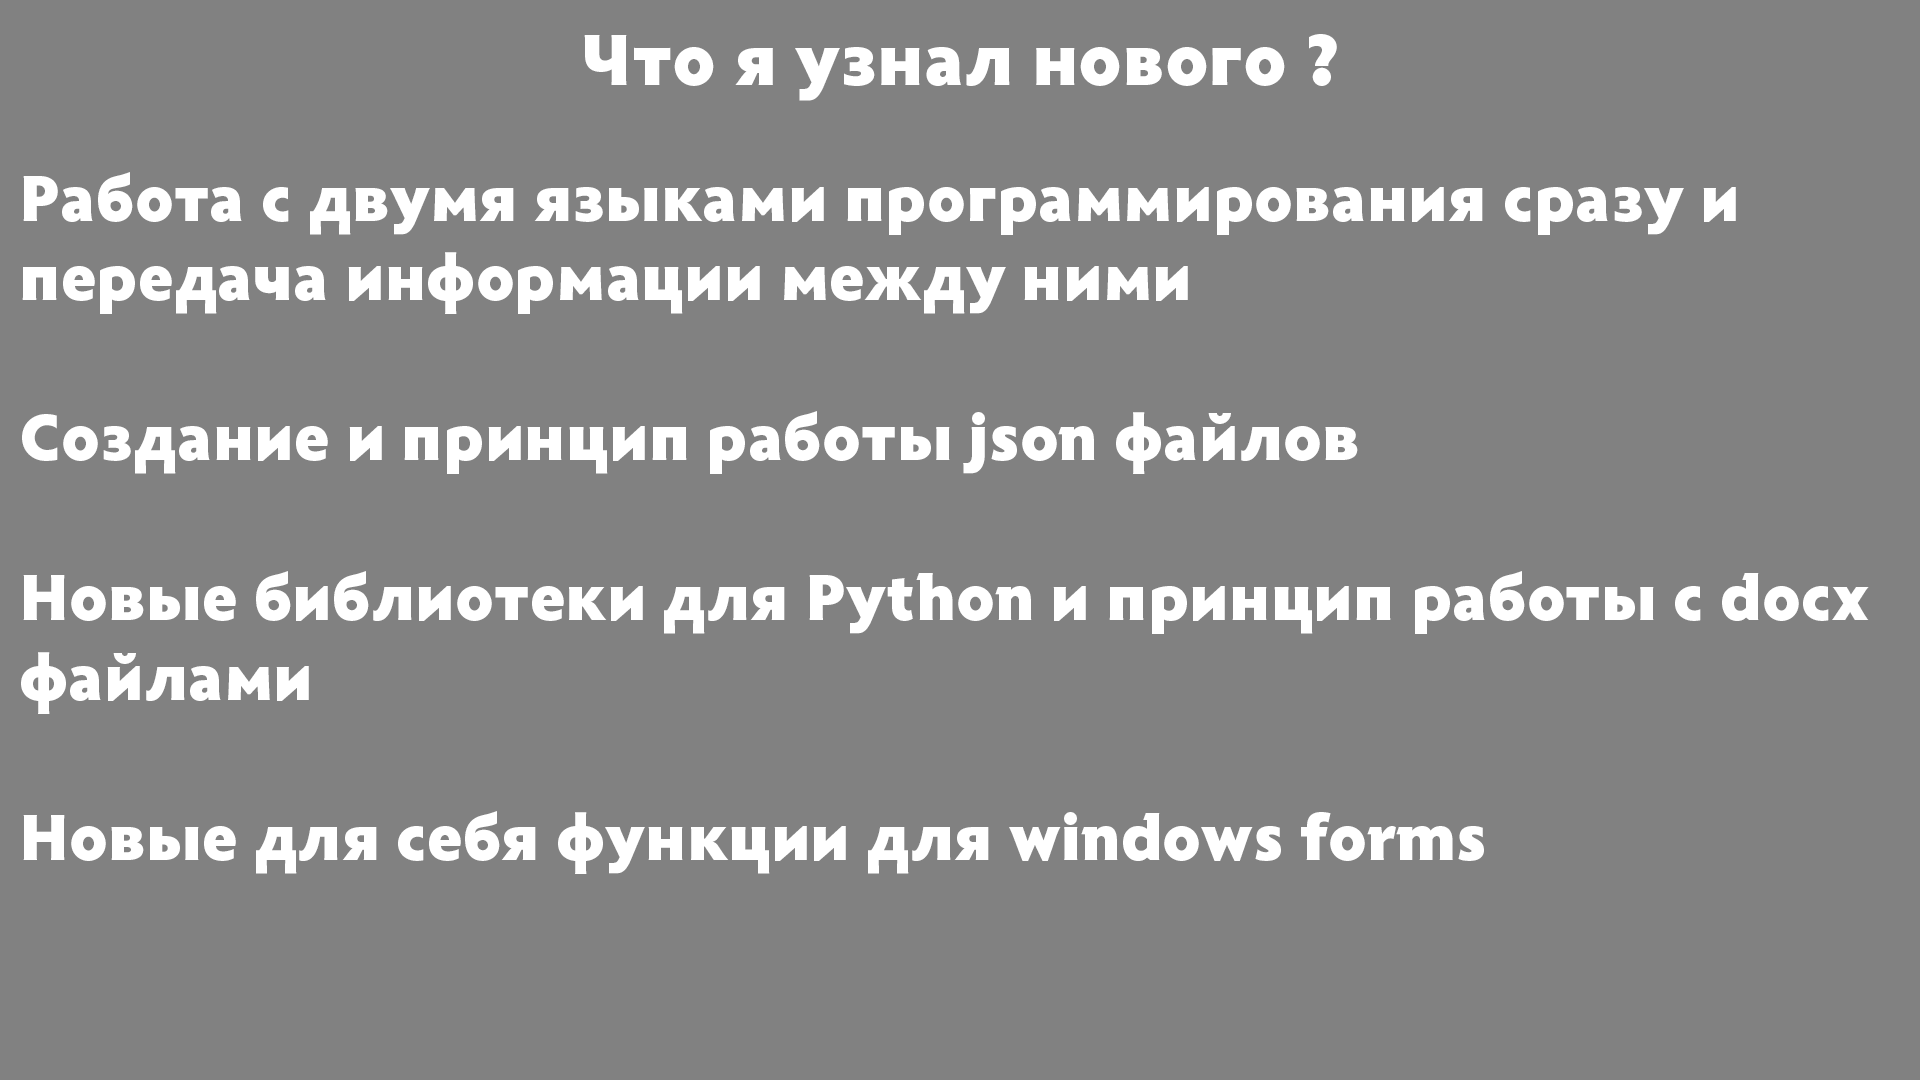 Что я узнал нового ?
Работа с двумя языками программирования сразу и
передача информации между ними
Создание и принцип работы json файлов
Новые библиотеки для Python и принцип работы с docx
файлами
Новые для себя функции для windows forms